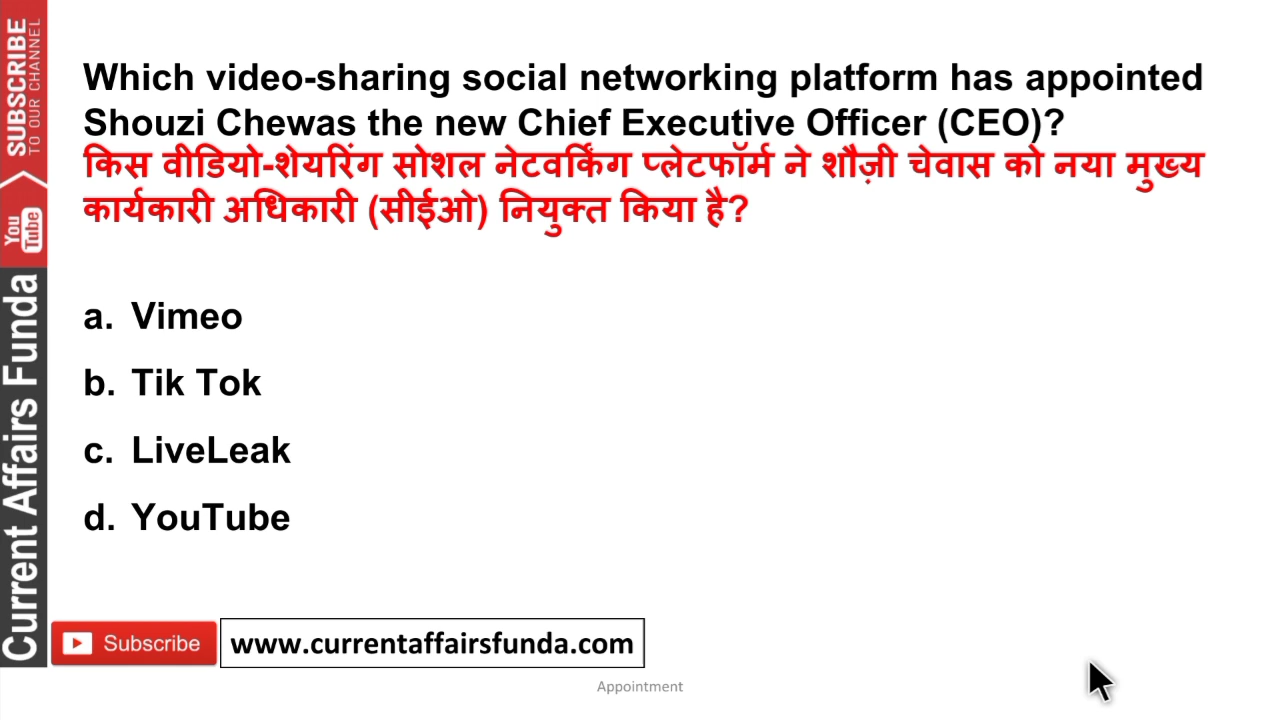 Which video-sharing social networking platform has appointed
Shouzi Chewas the new Chief Executive Officer (CEO)?
किस वीडियो-शेयरिंग सोशल नेटवर्किंग प्लेटफॉर्म ने शौज़ी चेवास को नया मुख्य
कार्यकारी अधिकारी (सीईओ) नियुक्त किया है?
a. Vimeo
b. Tik Tok
c. LiveLeak
d. YouTube
SUBSCRIBE
TO OUR CHANNEL
You
Tube
Current Affairs Funda
Subscribe
www.currentaffairsfunda.com
Appointment